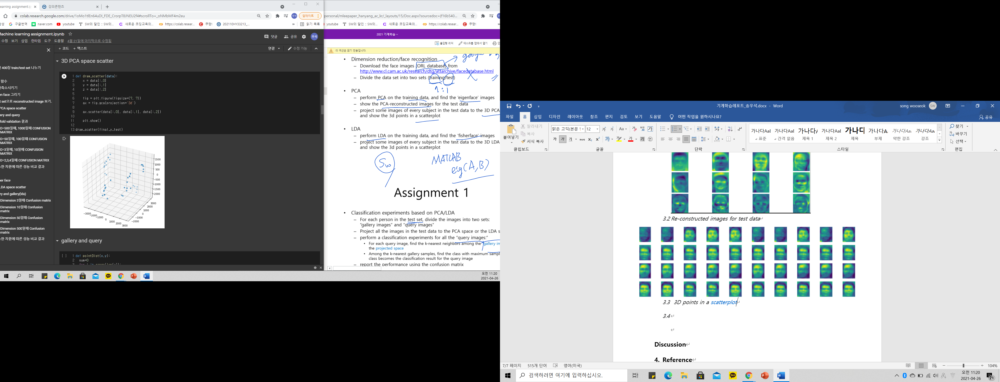 earning assignment.ip
강의콘텐츠
colab.research.google.com/drive/1oMo1tlEn64uDI_FDE_CrorpT8JNEU2f4#scrollTo=_oNMbMF4m2eu
우석
업데이트
구글번역
naver.com
youtube
SW의 달인 :: SW의...
새로운 코딩교육의...
https://colab.resear...
쿠팡!
202110HY33213_...
읽기 목록
Machine learning assignment.ipynb
수정 보기 삽입 런타임 도구 도움말 4월 21일에 마지막으로 수정됨
댓글
공유
우석
+ 코드 + 텍스트
연결
수정 가능
400장 train/test set 나누기
함수
축소시키기
en face 그리기
t set으로 reconstructed image 보기.
PCA space scatter
ery and query
fold validation 결과
D=500일때, 1000일때 CONFUSION
MATRIX
D=50일때, 100일때 CONFUSION
MATRIX
D=3일때, 10일때 CONFUSION
MATRIX
D=2,3,4일때 CONFUSION MATRIX
소한 차원에 따른 성능 비교 결과
her face
LDA space scatter
ry and gallery(lda)
Dimension 3일때 Confusion matrix
Dimension 10일때 Confusion
matrix
Dimension 50일때 Confusion
matrix
Dimension 500일때 Confusion
matrix
소한 차원에 따른 성능 비교 결과
3D PCA space scatter
1 def draw_scatter(data):
2 x = data[:,0]
3 y = data[:,1]
4 z = data[:,2]
5
6 fig = plt.figure(figsize=(7, 7))
7 ax = fig.gca(projection='3d')
8
9 ax.scatter(data[:,0], data[:,1], data[:,2])
10
11 plt.show()
12
13 draw_scatter(final_y_test)
1500
1000
500
0
−500
−1000
−1500
−2000
−3000
−2000
−1000
0
1000
2000
3000
3000
2000
1000
0
−1000
−2000
gallery and query
[ ] 1 def pointDist(x,y):
2 sum=0
오전 11:20
2021-04-26
personal/mleepaper_hanyang_ac_kr/_layouts/15/Doc.aspx?sourcedoc={f16b540...
youtube
SW의 달인 :: SW의...
새로운 코딩교육의...
https://colab.resear...
쿠팡!
2021 기계학습
몰입형 리더
데스크톱 앱에서 열기
이 섹션은 읽기 전용입니다.
google
• Dimension reduction/face recognition
– Download the face images (ORL database) from
http://www.cl.cam.ac.uk/research/dtg/attarchive/facedatabase.html
– Divide the data set into two sets (training/test)
1 : 1
• PCA
– perform PCA on the training data, and find the 'eigenface' images
– show the PCA-reconstructed images for the test data
– project some images of every subject in the test data to the 3D PCA
and show the 3d points in a scatterplot
• LDA
– perform LDA on the training data, and find the 'fisherface' images
– project some images of every subject in the test data to the 3D LDA
and show the 3d points in a scatterplot
Sw
MATLAB
eig(A,B)
Assignment 1
• Classification experiments based on PCA/LDA
– For each person in the test set, divide the images into two sets:
"gallery images" and "query images"
– Project all the images in the test data to the PCA space or the LDA s
– perform a classification experiments for all the "query images:"
• For each query image, find the k-nearest neighbors among the "gallery im
the projected space
• Among the k-nearest gallery samples, find the class with maximum sampl
class becomes the classification result for the query image
– report the performance using the confusion matrix
기계학습레포트_송우석.docx - Word
song wooseok
SW
파일 홈 삽입 디자인 레이아웃 참조 편지 검토 보기 도움말 어떤 작업을 원하시나요?
공유
붙여넣기
잘라내기
복사
서식 복사
클립보드
맑은 고딕(본문
12
글꼴
단락
가나다AaI 가나다AaI 가나다/ 가나다AaI 가나디 가나다A, 가나다Aa 가나다Aa
표준 간격 없음 제목 1 제목 2 제목 부제 약한 강조 강조
스타일
찾기
바꾸기
선택
편집
3.2 Re-constructed images for test data
3.3 3D points in a scatterplot
3.4
Discussion
4. Reference
7/7 페이지 515개 단어 영어(미국)
104%
검색하려면 여기에 입력하십시오.
오전 11:20
2021-04-26
21